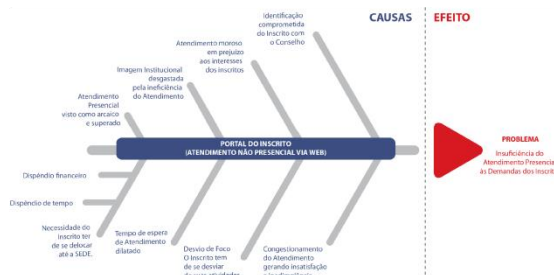 CAUSAS
EFEITO
Identificação
comprometida
do Inscrito com
o Conselho
Atendimento moroso
em prejuízo
aos interesses
dos inscritos
Imagem Institucional
desgastada
pela ineficiência
do Atendimento
Atendimento
Presencial
visto como arcaico
e superado
PORTAL DO INSCRITO
(ATENDIMENTO NÃO PRESENCIAL VIA WEB)
PROBLEMA
Insuficiência do
Atendimento Presencial
às Demandas dos Inscrit
Dispêndio financeiro
Dispêndio de tempo
Necessidade do
inscrito ter
de se delocar
até a SEDE.
Tempo de espera
de Atendimento
dilatado
Desvio de Foco
O Inscrito tem
de se desviar
Congestionamento
do Atendimento
gerando insatisfação